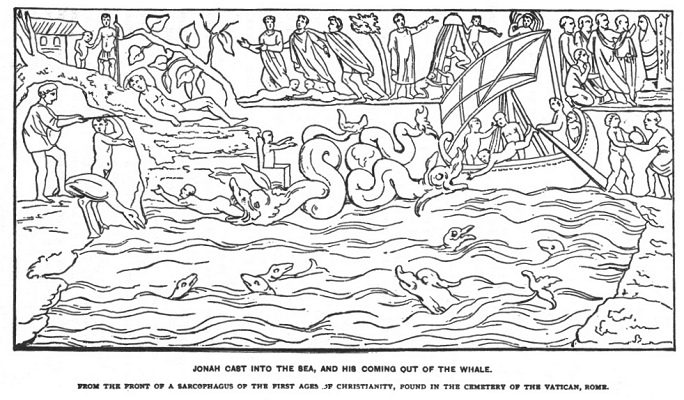 JONAH CAST INTO THE SEA, AND HIS COMING OUT OF THE WHALE.
FROM THE FRONT OF A SARCOPHAGUS OF THE FIRST AGES OF CHRISTIANITY, FOUND IN THE CEMETERY OF THE VATICAN, ROME.